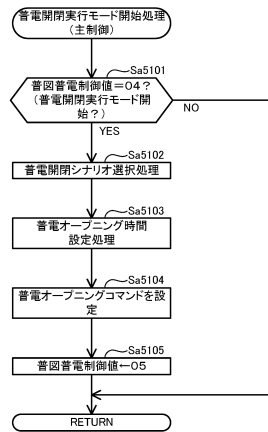 普電開閉実行モード開始処理
(主制御)
Sa5101
普図普電制御値=04?
(普電開閉実行モード開
始?)
NO
YES
Sa5102
普電開閉シナリオ選択処理
Sa5103
普電オープニング時間
設定処理
Sa5104
普電オープニングコマンドを設
定
Sa5105
普図普電制御値←05
RETURN